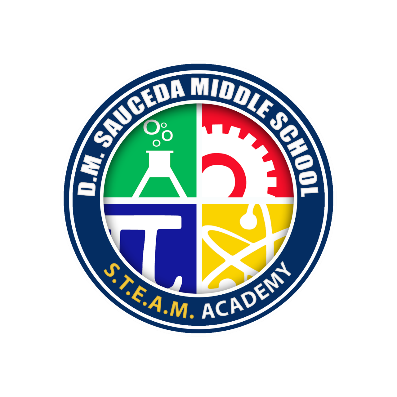 D.M. SAUCEDA MIDDLE SCHOOL
π
S.T.E.A.M. ACADEMY